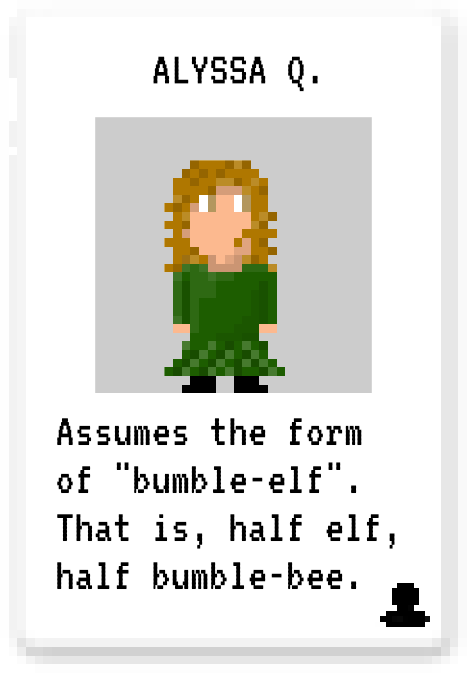 ALYSSA Q.
Assumes the form
of "bumble-elf".
That is, half elf,
half bumble-bee.